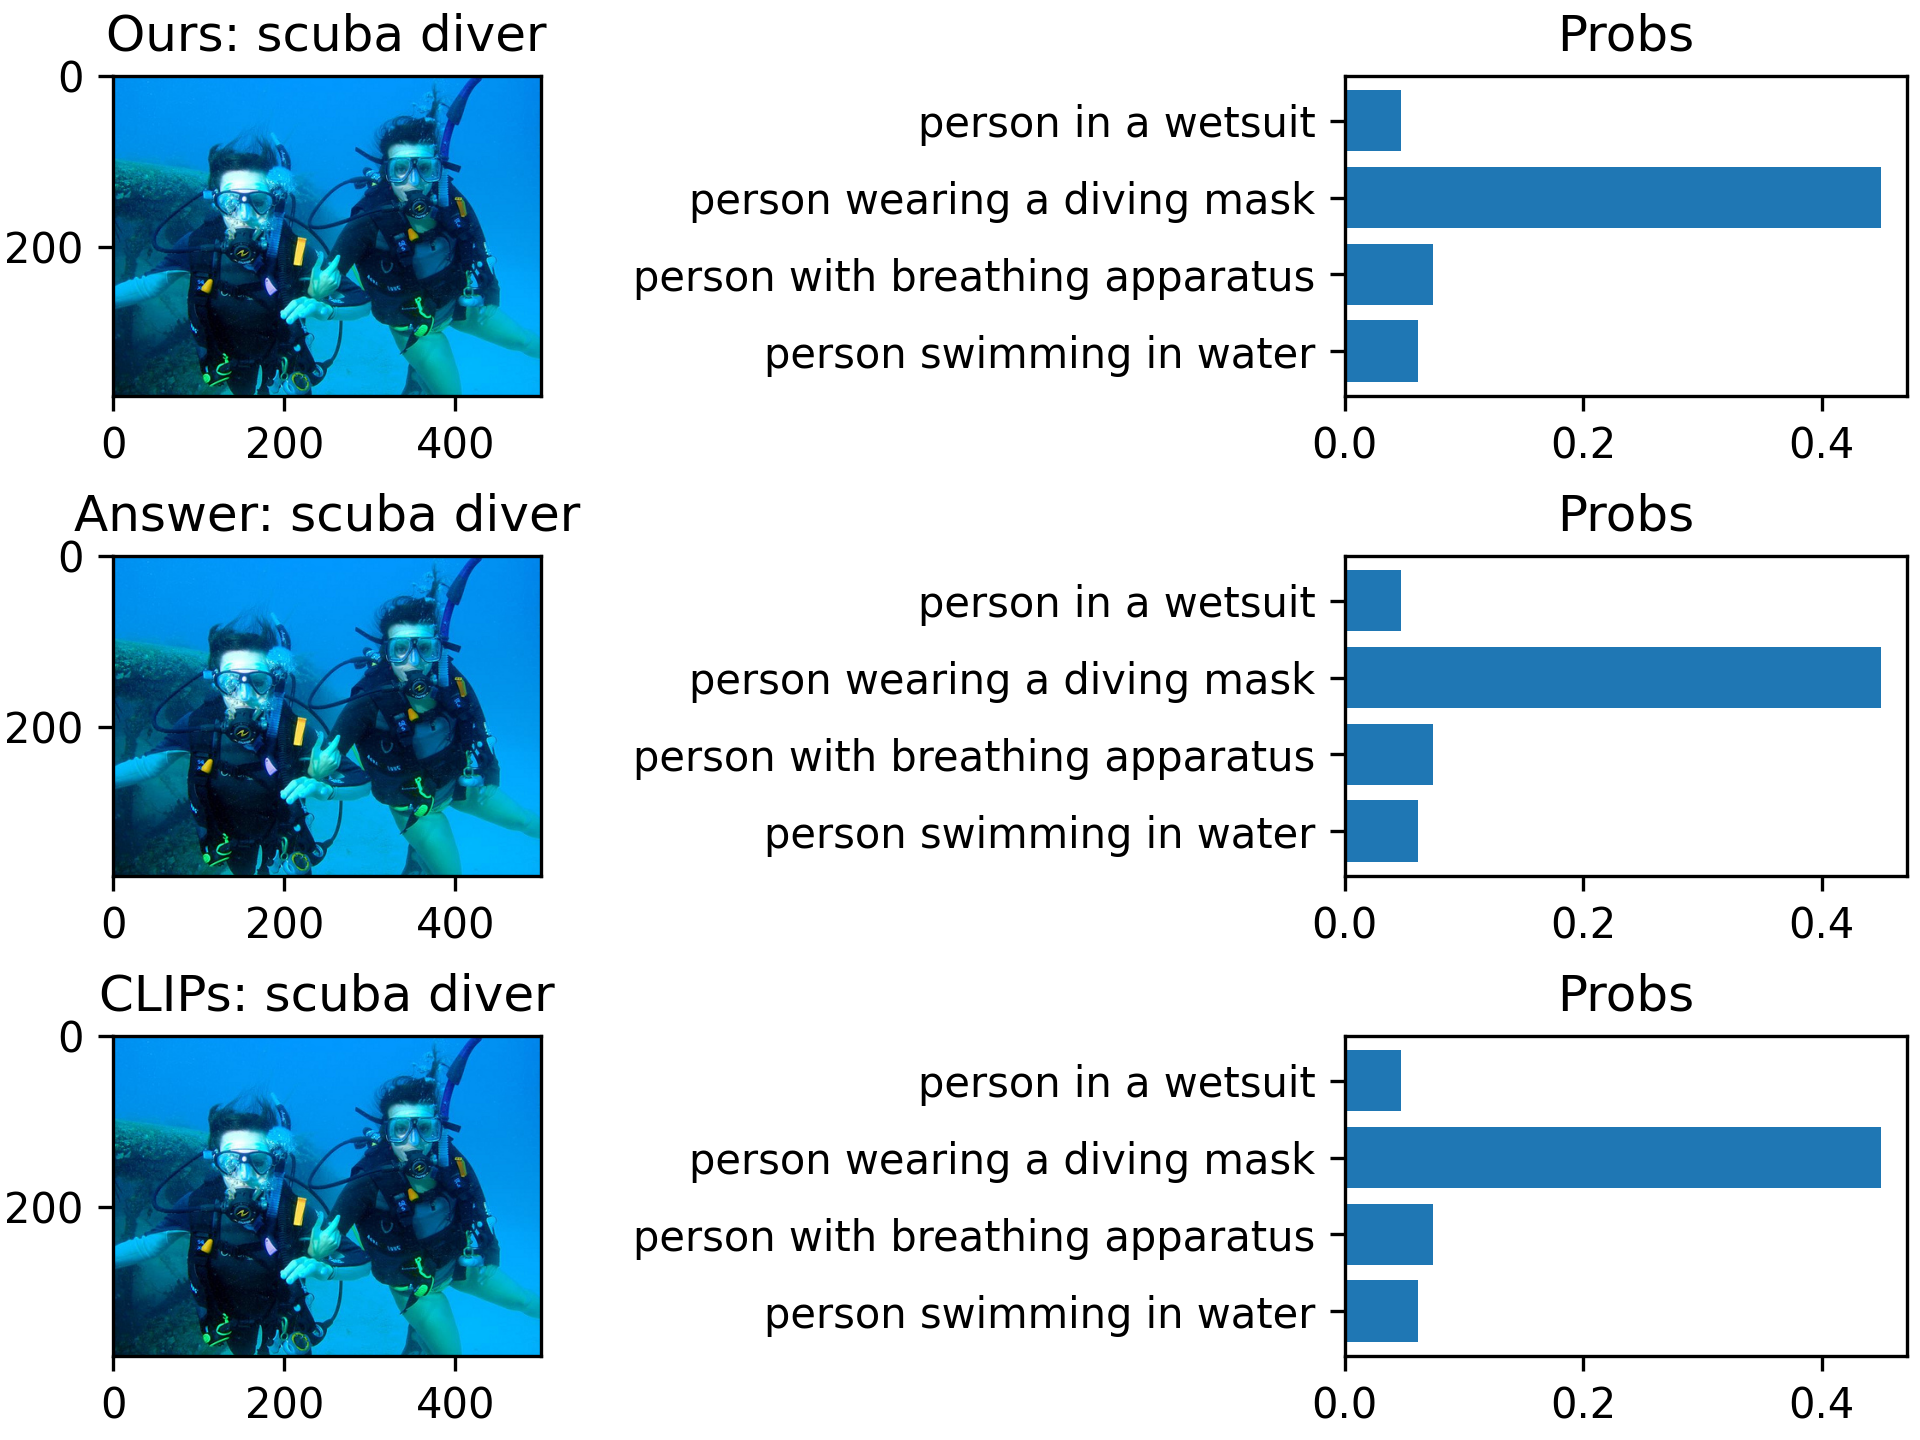 Ours: scuba diver
Probs
0
200
0
200
400
person in a wetsuit
person wearing a diving mask
person with breathing apparatus
person swimming in water
0.0
0.2
0.4
Answer: scuba diver
Probs
0
200
0
200
400
person in a wetsuit
person wearing a diving mask
person with breathing apparatus
person swimming in water
0.0
0.2
0.4
CLIPs: scuba diver
Probs
0
200
0
200
400
person in a wetsuit
person wearing a diving mask
person with breathing apparatus
person swimming in water
0.0
0.2
0.4